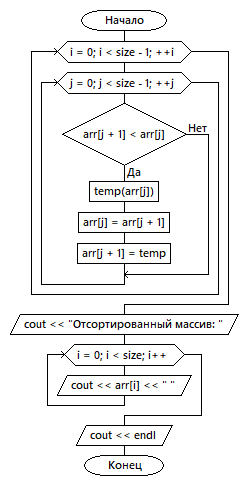 Начало
i = 0; i < size - 1; ++i
j = 0; j < size - 1; ++j
arr[j + 1] < arr[j]
Нет
Да
temp(arr[j])
arr[j] = arr[j + 1]
arr[j + 1] = temp
cout << "Отсортированный массив: "
i = 0; i < size; i++
cout << arr[i] << " "
cout << endl
Конец